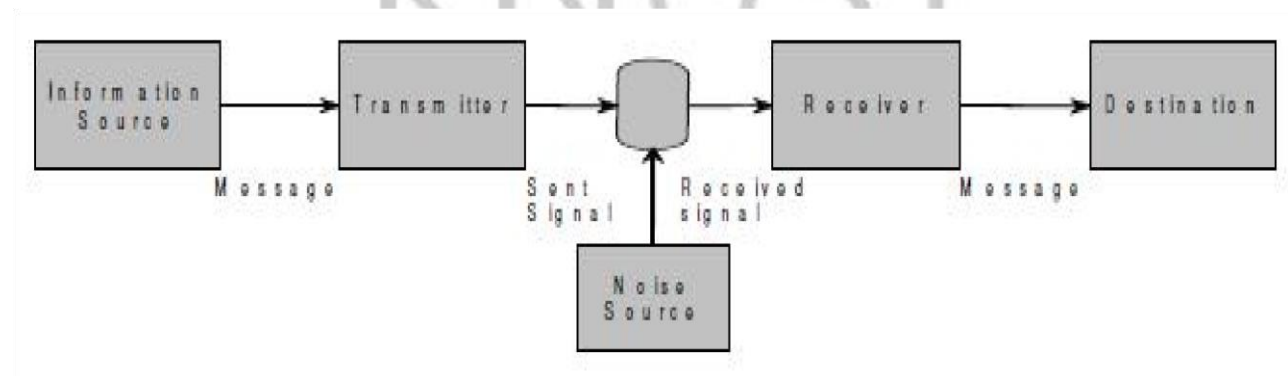 Information
Source
Transmitter
Receiver
Destination
Message
Sent
Signal
Received
signal
Message
Noise
Source